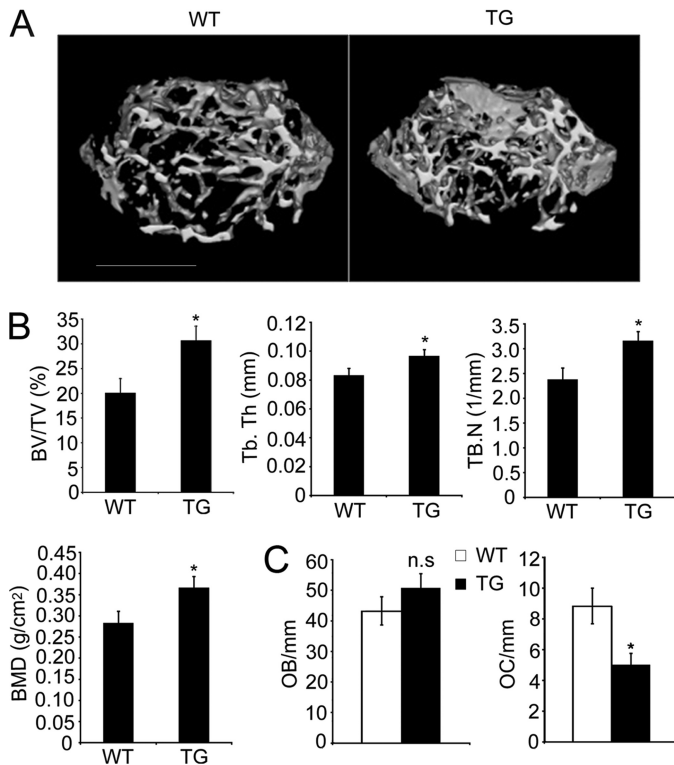 A
WT
TG
B
BV/TV (%)
35
30
25
20
15
10
5
0
*
WT
TG
Tb. Th (mm)
0.12
0.10
0.08
0.06
0.04
0.02
0
*
WT
TG
TB.N (1/mm)
3.5
3.0
2.5
2.0
1.5
1.0
0.5
0
*
WT
TG
BMD (g/cm2)
0.45
0.40
0.35
0.30
0.25
0.20
0.15
0.10
0.05
0
*
WT
TG
C
OB/mm
60
50
40
30
20
10
0
n.s
WT
TG
OC/mm
12
10
8
6
4
2
0
*